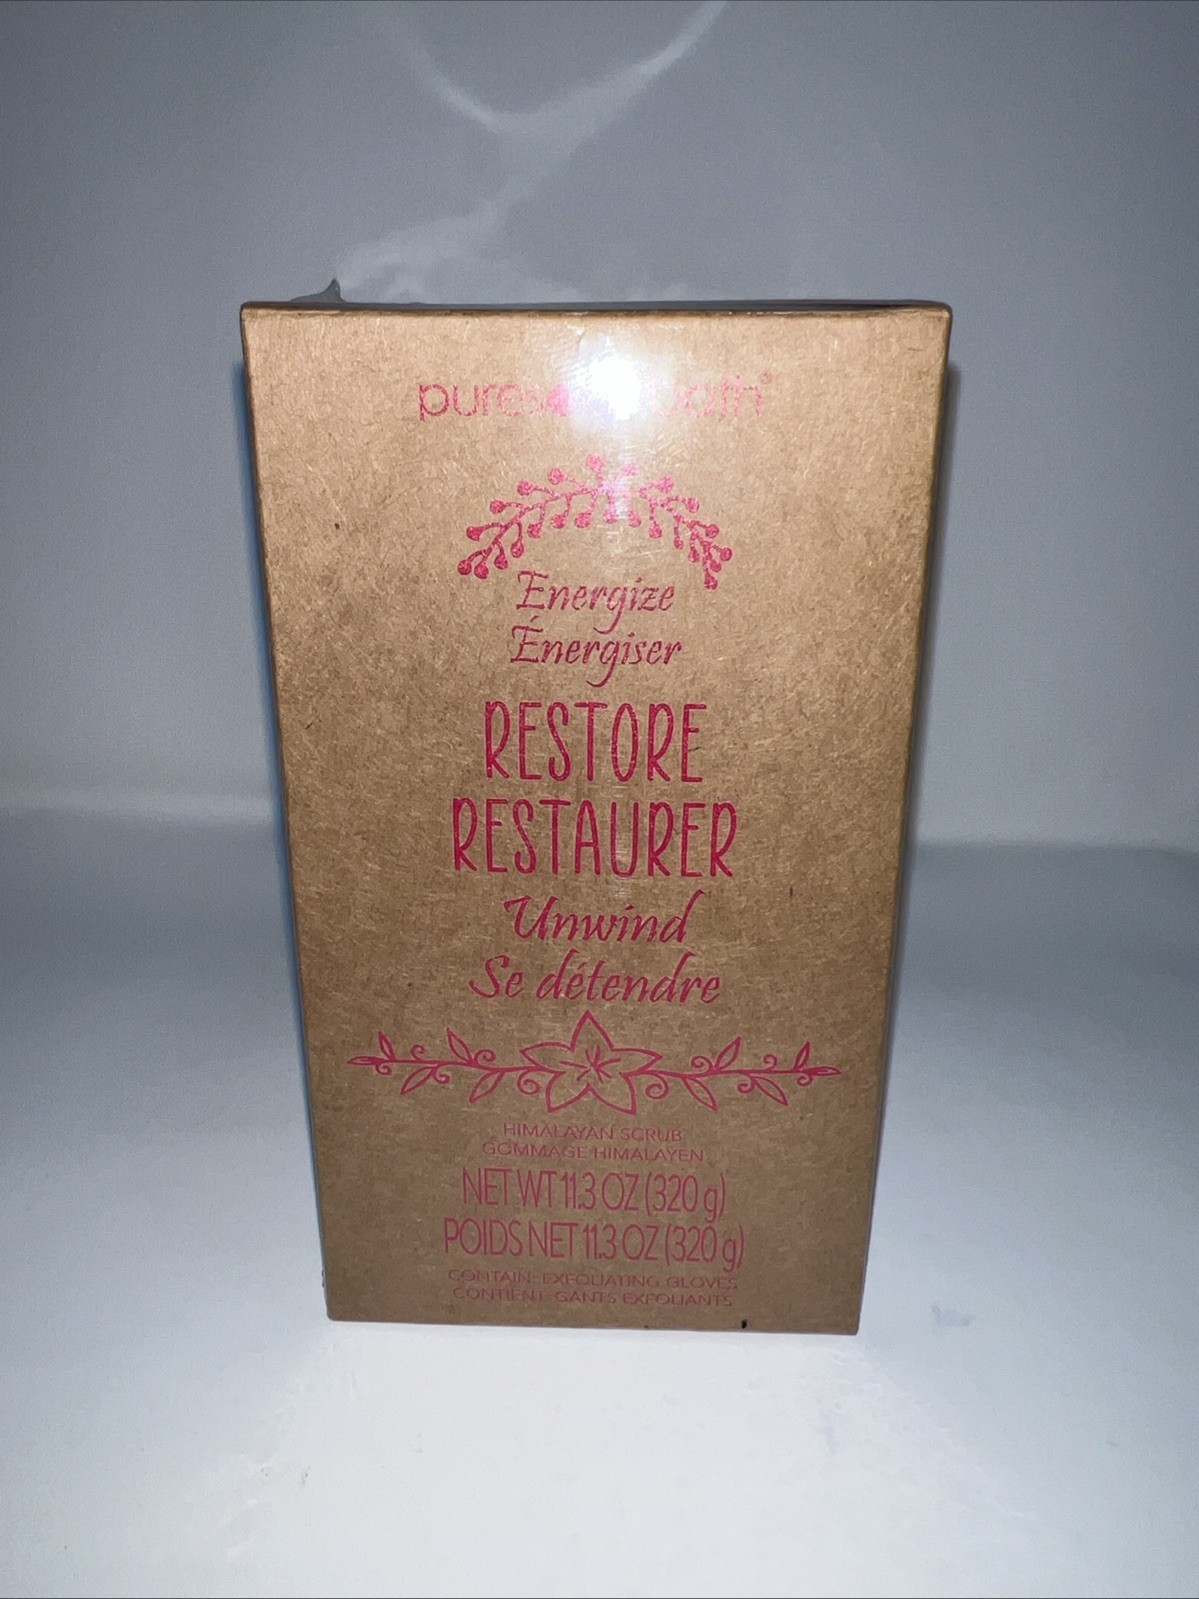 Energize
Énergiser
RESTORE
RESTAURER
Unwind
Se détendre
HIMALAYAN SCRUB
GOMMAGE HIMALAYEN
NET WT 11.3 OZ (320 g)
POIDS NET 11.3 OZ (320 g)
CONTAIN: EXFOLIATING GLOVES
CONTIENT: GANTS EXFOLIANTS